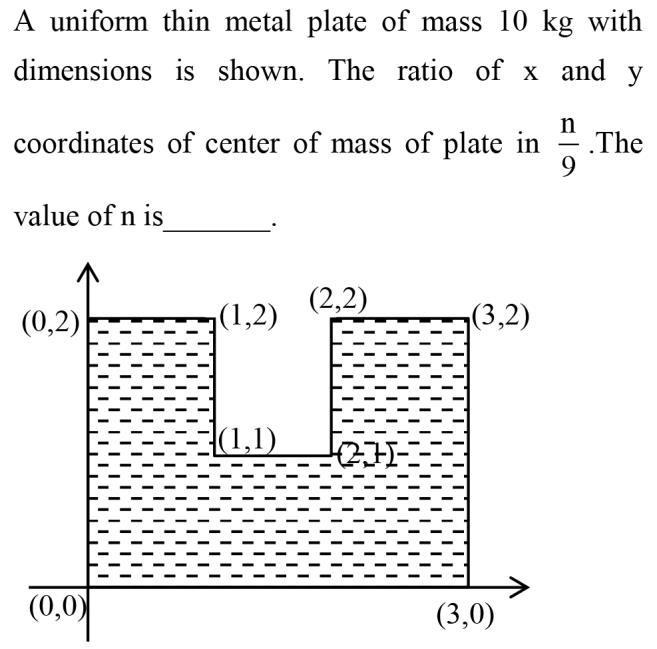 A uniform thin metal plate of mass 10 kg with
dimensions is shown. The ratio of x and y
coordinates of center of mass of plate in n/9 .The
value of n is_______.
(2,2)
(0,2) (1,2) (3,2)
(1,1) (2,1)
(0,0) (3,0)